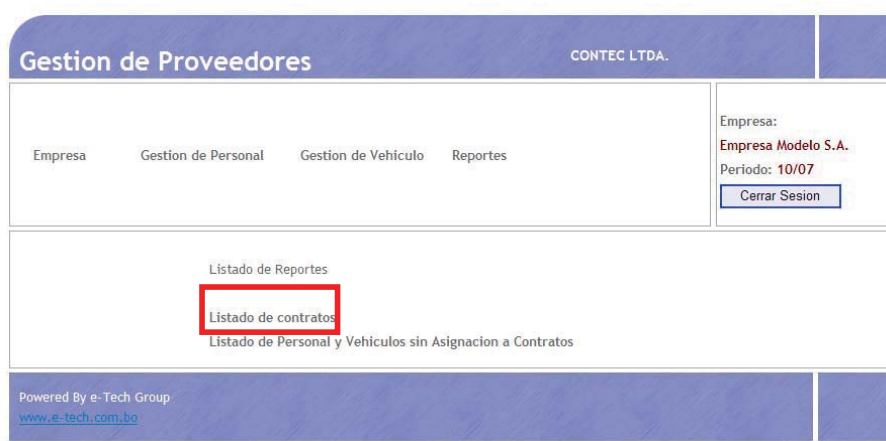 Gestion de Proveedores
CONTEC LTDA.
Empresa
Gestion de Personal
Gestion de Vehiculo
Reportes
Empresa:
Empresa Modelo S.A.
Periodo: 10/07
Cerrar Sesion
Listado de Reportes
Listado de contratos
Listado de Personal y Vehiculos sin Asignacion a Contratos
Powered By e-Tech Group
www.e-tech.com.bo